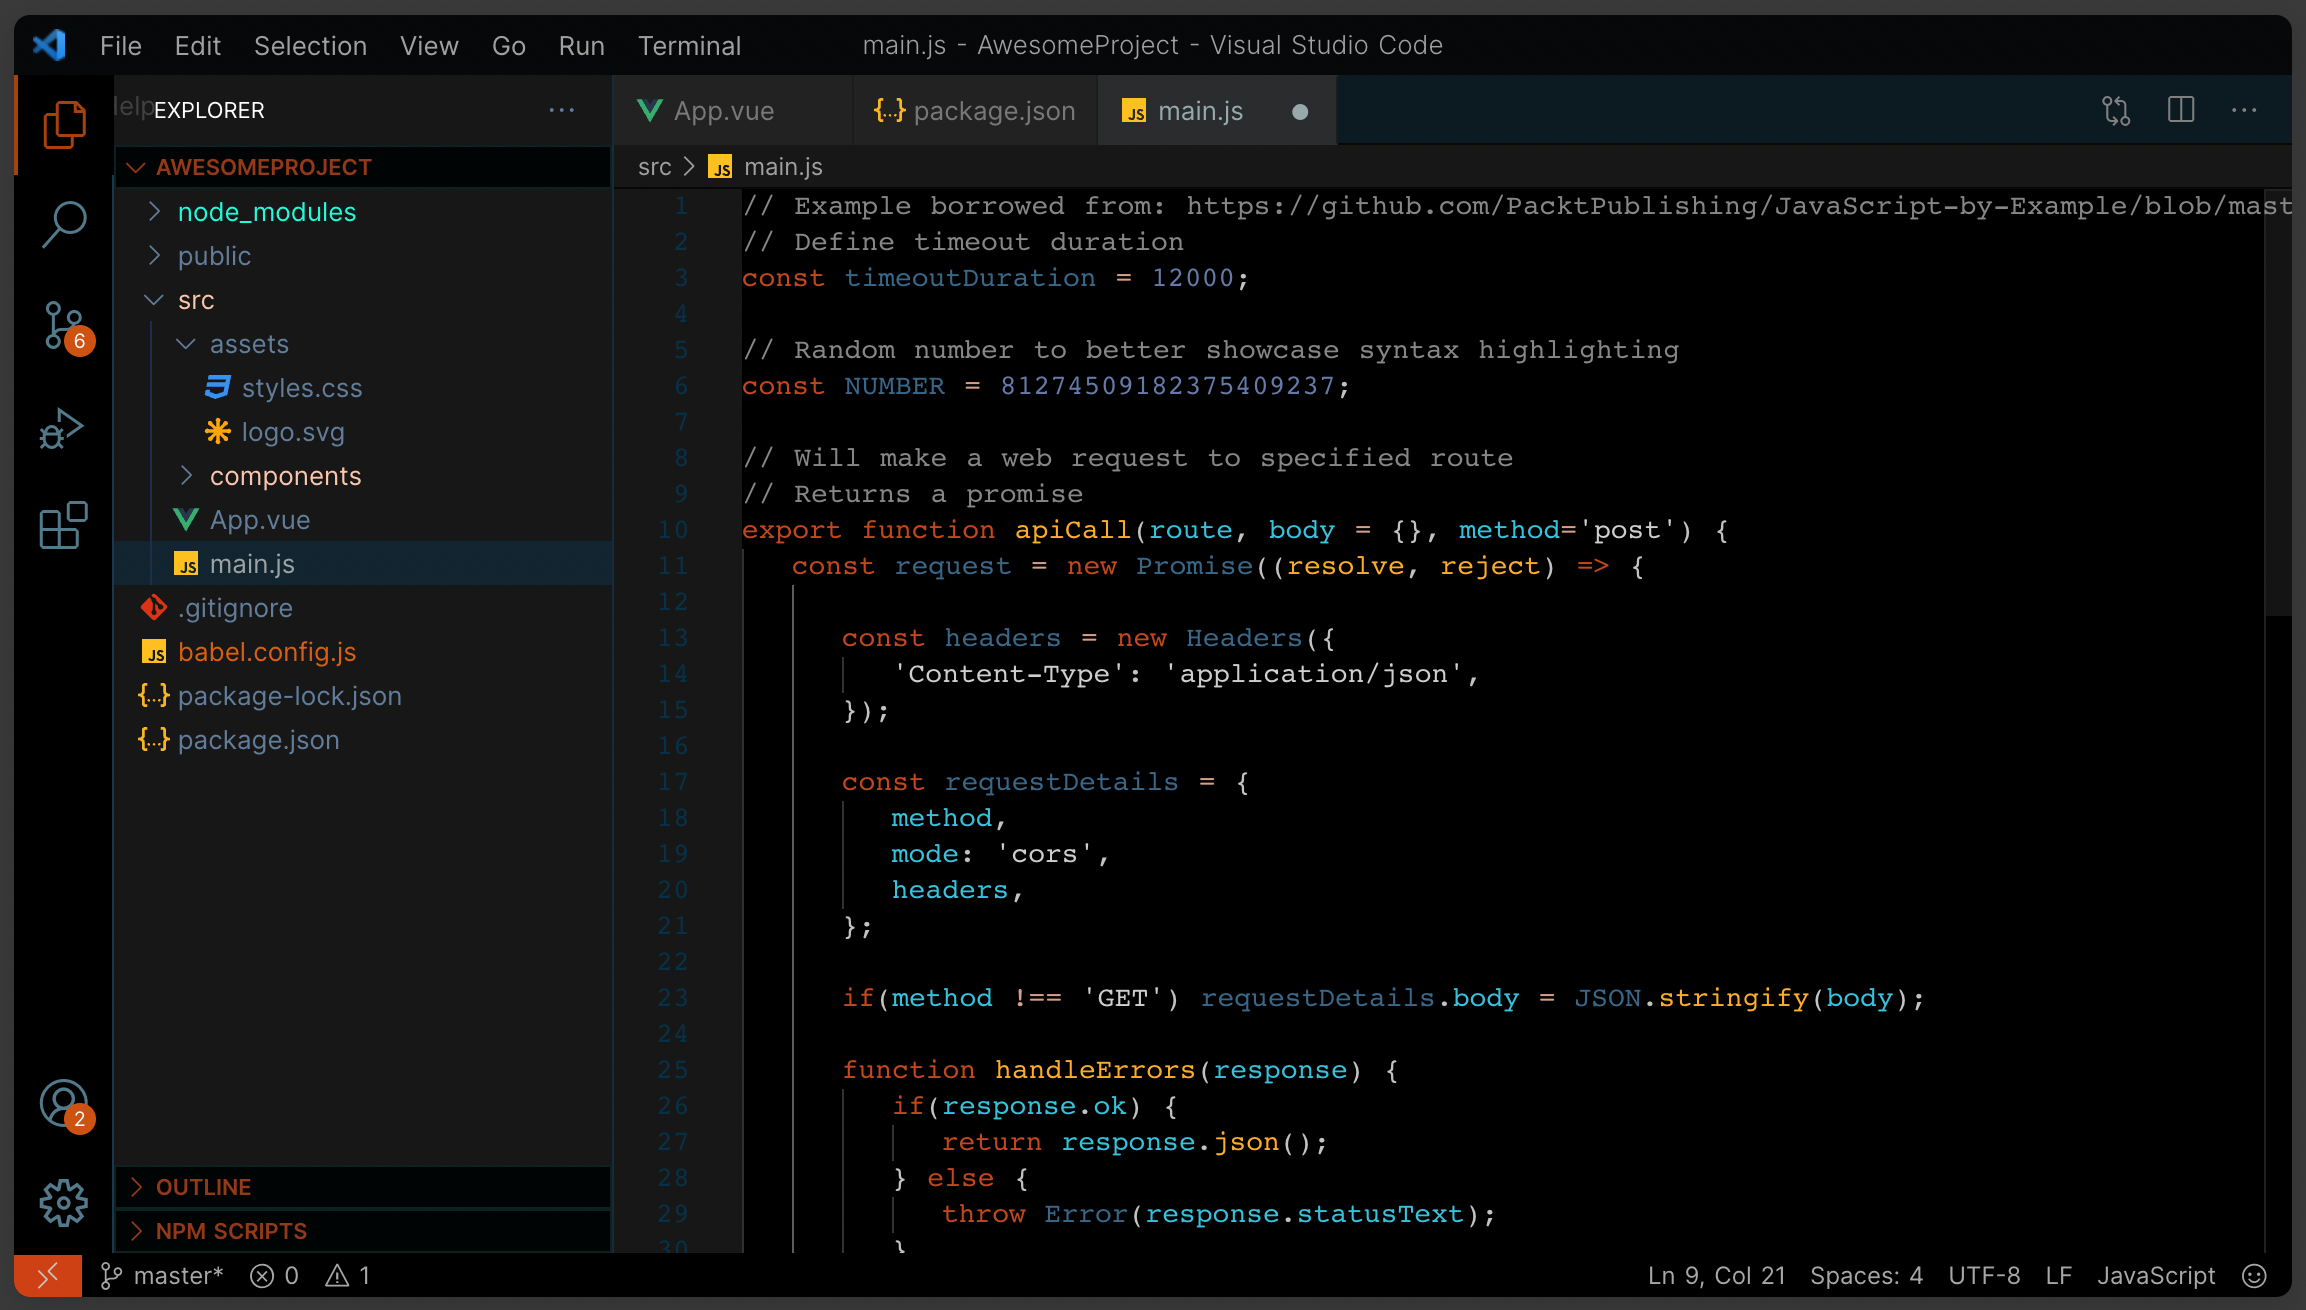 File Edit Selection View Go Run Terminal
main.js - AwesomeProject - Visual Studio Code
EXPLORER
App.vue
{...} package.json
JS main.js
AWESOMEPROJECT
src > JS main.js
node_modules
public
src
assets
styles.css
logo.svg
components
App.vue
JS main.js
.gitignore
JS babel.config.js
{...} package-lock.json
{...} package.json
OUTLINE
NPM SCRIPTS
6
2
1 // Example borrowed from: https://github.com/PacktPublishing/JavaScript-by-Example/blob/mast
2 // Define timeout duration
3 const timeoutDuration = 12000;
4
5 // Random number to better showcase syntax highlighting
6 const NUMBER = 81274509182375409237;
7
8 // Will make a web request to specified route
9 // Returns a promise
10 export function apiCall(route, body = {}, method='post') {
11 const request = new Promise((resolve, reject) => {
12
13 const headers = new Headers({
14 'Content-Type': 'application/json',
15 });
16
17 const requestDetails = {
18 method,
19 mode: 'cors',
20 headers,
21 };
22
23 if(method !== 'GET') requestDetails.body = JSON.stringify(body);
24
25 function handleErrors(response) {
26 if(response.ok) {
27 return response.json();
28 } else {
29 throw Error(response.statusText);
30 }
master* 0 1
Ln 9, Col 21 Spaces: 4 UTF-8 LF JavaScript